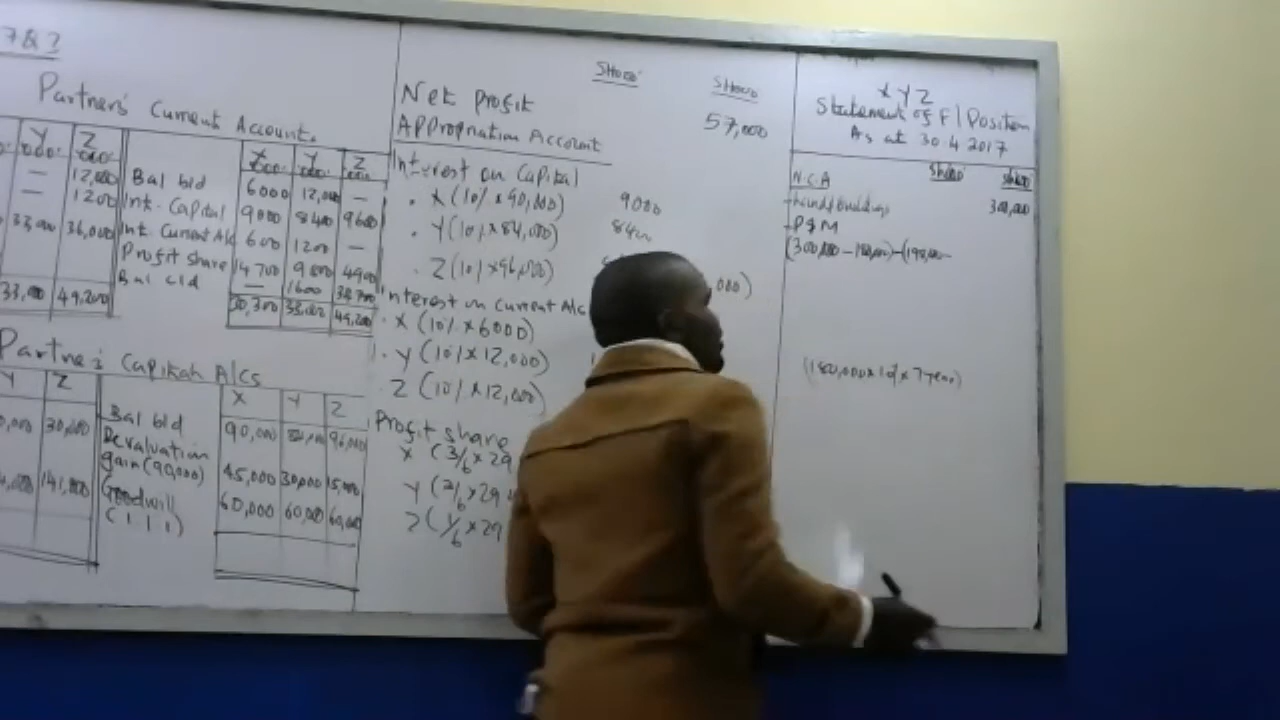 7 & 2
Partner's Current Accounts
Y Z X Y Z
000' 000' 000' 000' 000'
— 12,000 Bal b/d 6000 12,000 —
— 1200 Int. Capital 9000 8400 9600
33,000 36,000 Int Current A/c 600 1200 —
Profit share 14700 9800 4900
Bal c/d — 1600 34,700
33,000 49,200 30,300 33,000 49,200
Partner's Capital A/Cs
Y Z X Y Z
30,000 Bal b/d 90,000 84,000 96,000
Revaluation
gain (90,000) 45,000 30,000 15,000
141,000 Goodwill 60,000 60,000 60,000
(1 1 1)
Sh000' Sh000
Net profit 57,000
Appropriation Account
Interest on Capital
• X (10% x 90,000) 9000
• Y (10% x 84,000) 8400
• Z (10% x 96,000)
000)
Interest on Current A/c
• X (10% x 6000)
• Y (10% x 12,000)
Z (10% x 12,000)
Profit share
X (3/6 x 29
Y (2/6 x 29
Z (1/6 x 29
X Y Z
Statement of F/Position
As at 30.4.2017
Sh000' Sh000
N.C.A
- Land/buildings 300,000
- P&M
(300,000 – 180,000) – (190,000
(180,000 x 10% x 7 years)